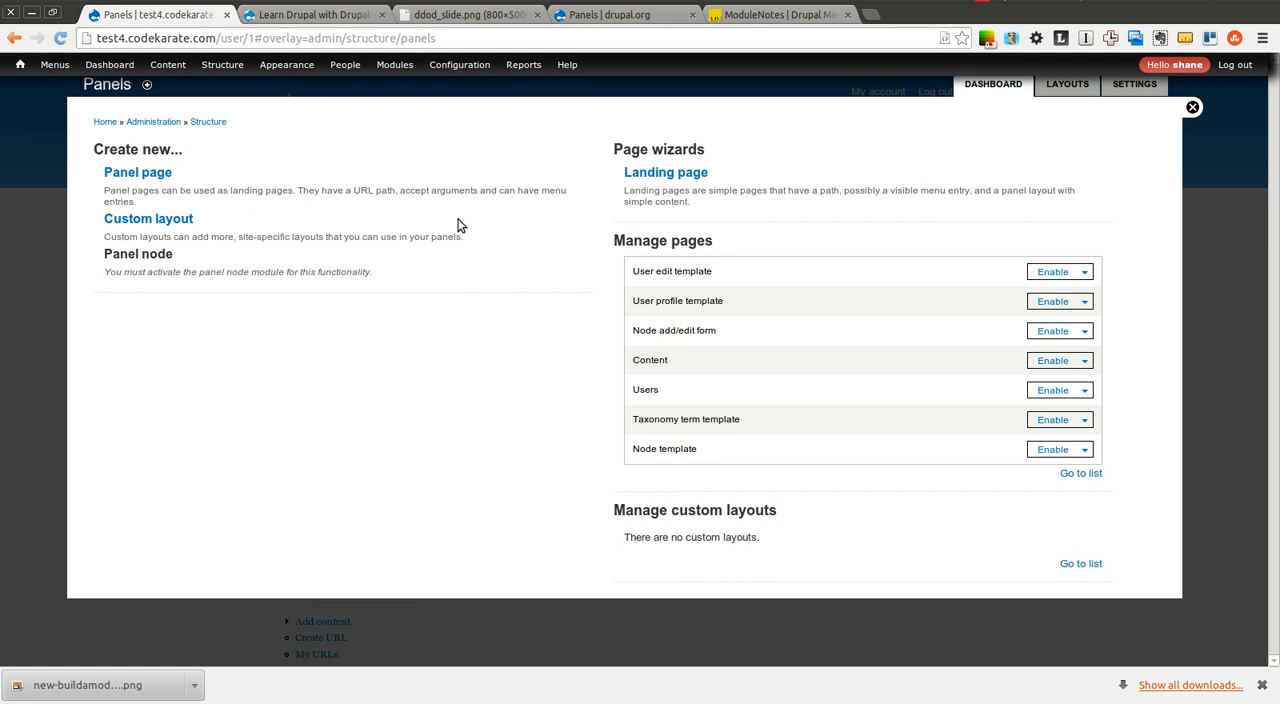 Panels | test4.codekarate
Learn Drupal with Drupal
ddod_slide.png (800×500
Panels | drupal.org
ModuleNotes | Drupal Mo
test4.codekarate.com/user/1#overlay=admin/structure/panels
Menus Dashboard Content Structure Appearance People Modules Configuration Reports Help
Hello shane Log out
Panels
My account Log out
DASHBOARD LAYOUTS SETTINGS
Home » Administration » Structure
Create new...
Panel page
Panel pages can be used as landing pages. They have a URL path, accept arguments and can have menu
entries.
Custom layout
Custom layouts can add more, site-specific layouts that you can use in your panels.
Panel node
You must activate the panel node module for this functionality.
Page wizards
Landing page
Landing pages are simple pages that have a path, possibly a visible menu entry, and a panel layout with
simple content.
Manage pages
User edit template Enable
User profile template Enable
Node add/edit form Enable
Content Enable
Users Enable
Taxonomy term template Enable
Node template Enable
Go to list
Manage custom layouts
There are no custom layouts.
Go to list
Add content
Create URL
My URLs
new-buildamod....png
Show all downloads...